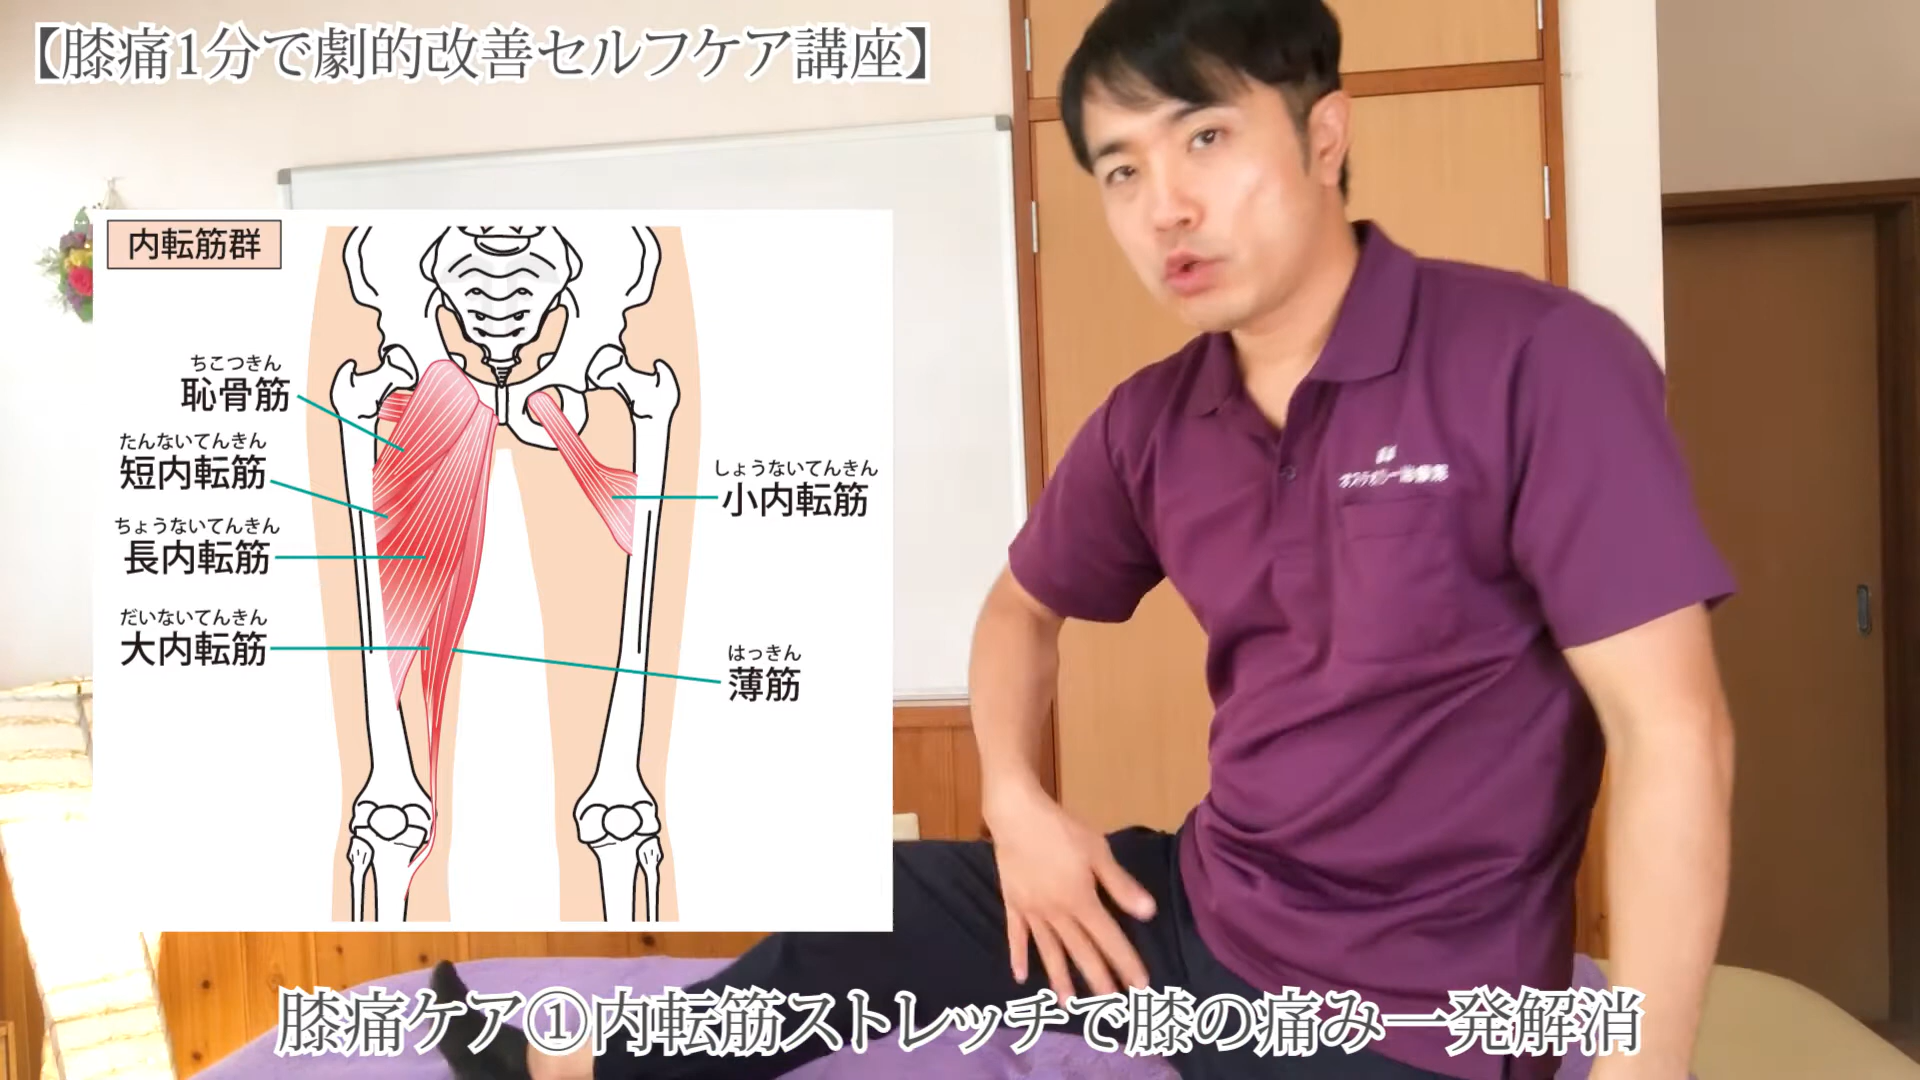 【膝痛1分で劇的改善セルフケア講座】
内転筋群
ちこつきん
恥骨筋
たんないてんきん
短内転筋
ちょうないてんきん
長内転筋
だいないてんきん
大内転筋
しょうないてんきん
小内転筋
はっきん
薄筋
膝痛ケア①内転筋ストレッチで膝の痛み一発解消